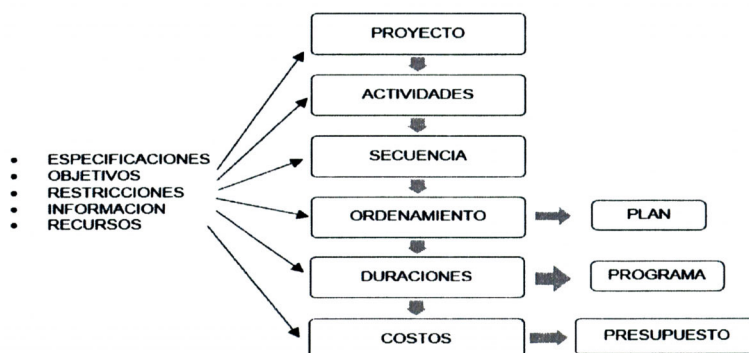 PROYECTO
ACTIVIDADES
SECUENCIA
ORDENAMIENTO
DURACIONES
COSTOS
PLAN
PROGRAMA
PRESUPUESTO
• ESPECIFICACIONES
• OBJETIVOS
• RESTRICCIONES
• INFORMACION
• RECURSOS